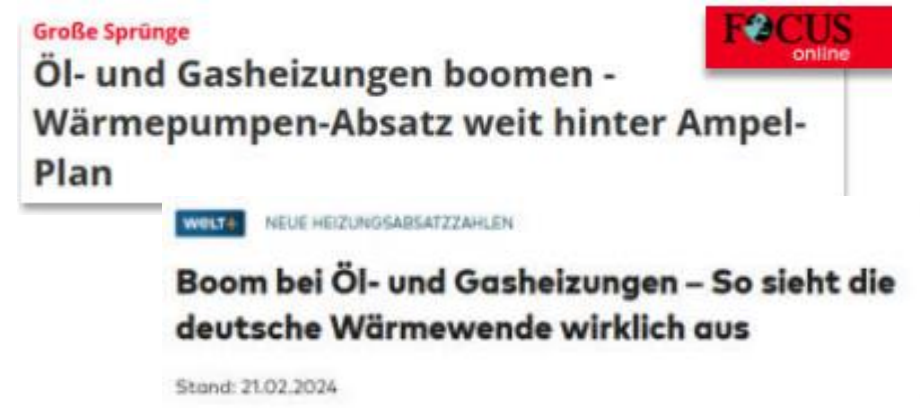 Große Sprünge
FOCUS
online
Öl- und Gasheizungen boomen -
Wärmepumpen-Absatz weit hinter Ampel-
Plan
WELT+ NEUE HEIZUNGSABSATZZAHLEN
Boom bei Öl- und Gasheizungen – So sieht die
deutsche Wärmewende wirklich aus
Stand: 21.02.2024